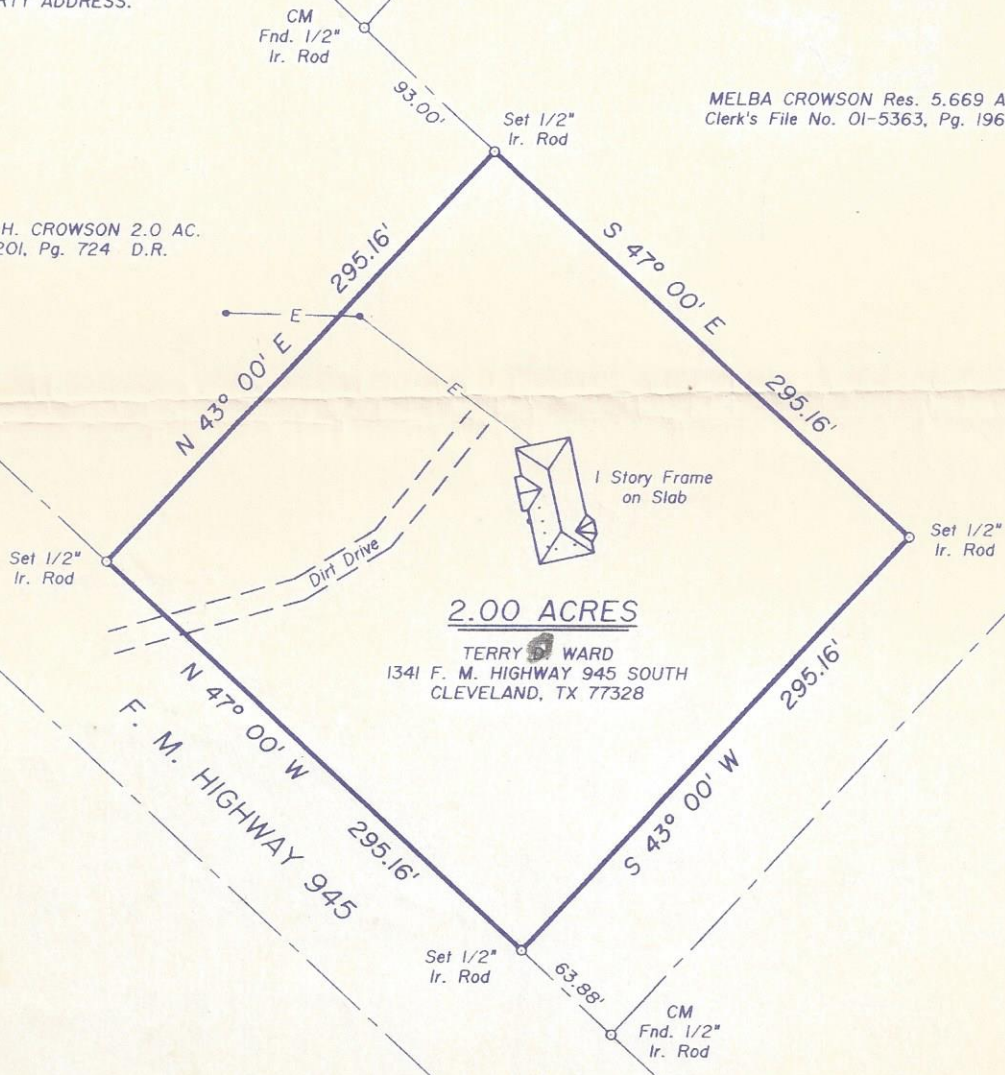 RTY ADDRESS.
CM
Fnd. 1/2"
Ir. Rod
93.00'
Set 1/2"
Ir. Rod
MELBA CROWSON Res. 5.669 A
Clerk's File No. 01-5363, Pg. 196
H. CROWSON 2.0 AC.
201, Pg. 724 D.R.
295.16'
N 43° 00' E
S 47° 00' E
295.16'
E
E
1 Story Frame
on Slab
Set 1/2"
Ir. Rod
Set 1/2"
Ir. Rod
Dirt Drive
2.00 ACRES
TERRY D. WARD
1341 F. M. HIGHWAY 945 SOUTH
CLEVELAND, TX 77328
N 47° 00' W
295.16'
F. M. HIGHWAY 945
295.16'
S 43° 00' W
Set 1/2"
Ir. Rod
63.88'
CM
Fnd. 1/2"
Ir. Rod